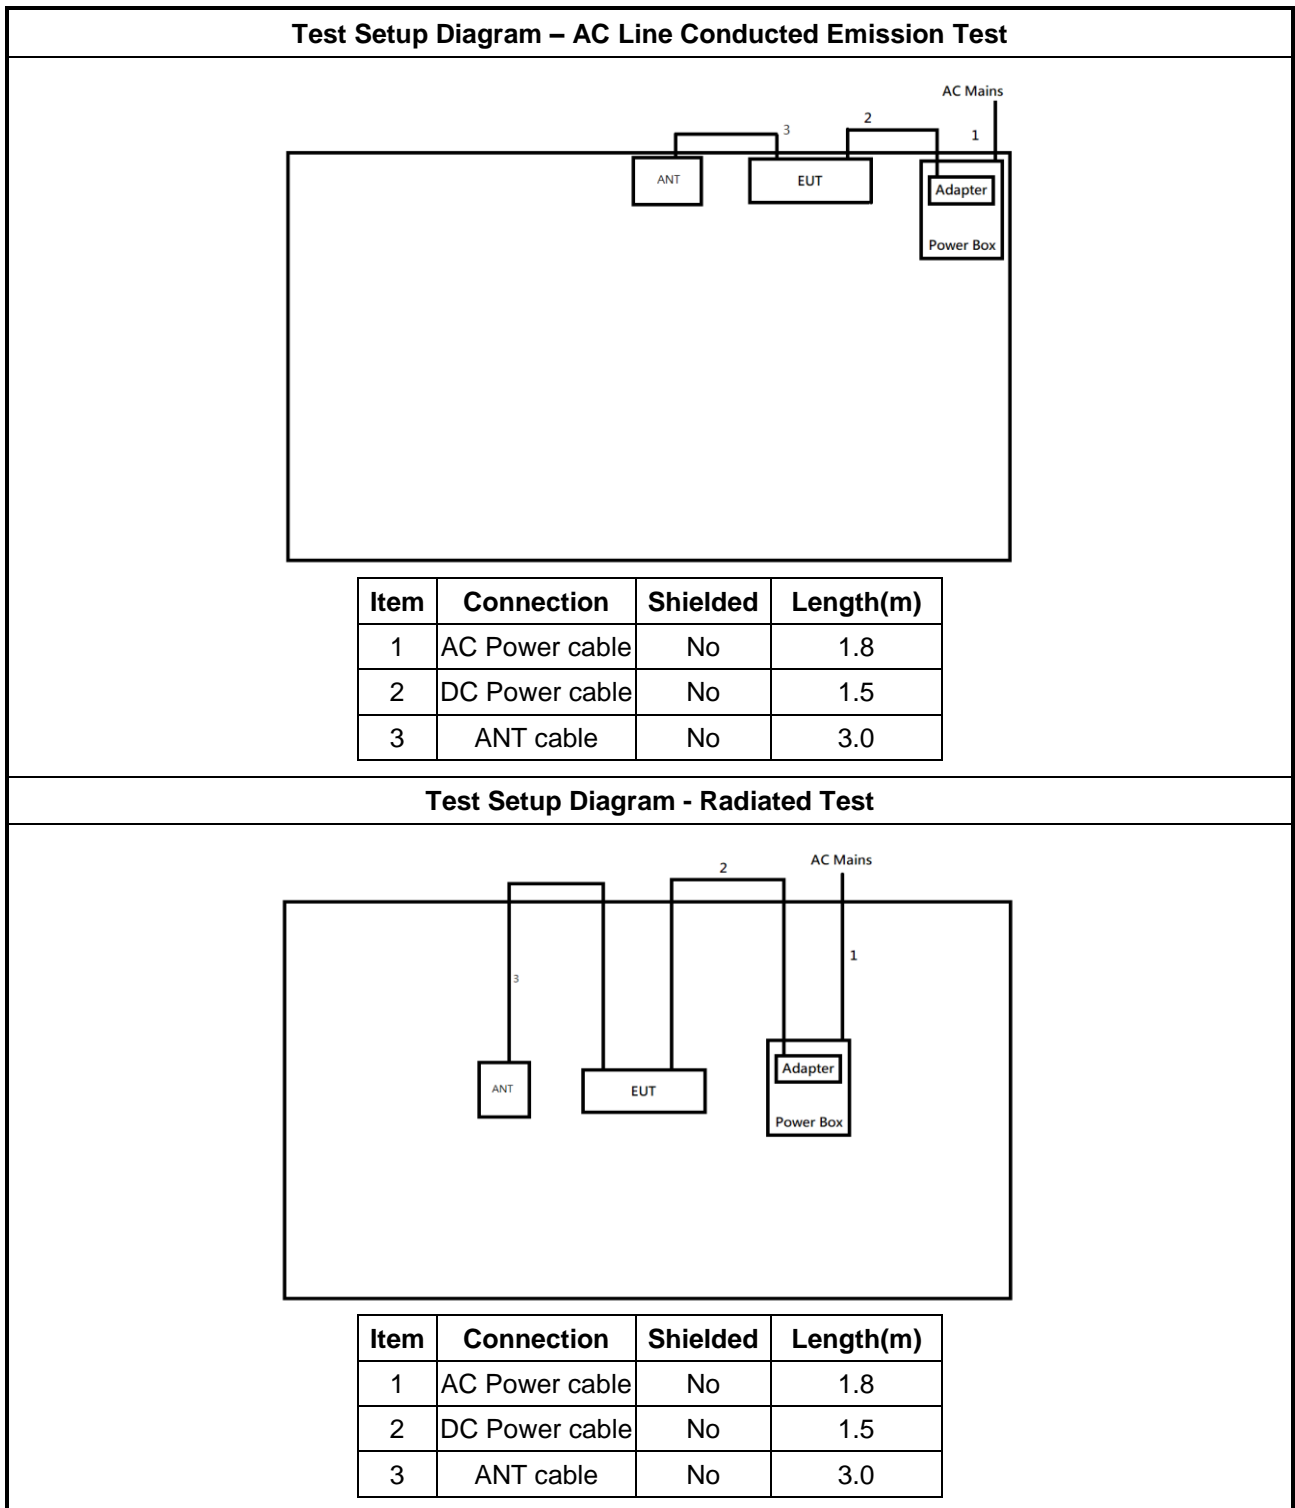 Test Setup Diagram – AC Line Conducted Emission Test
AC Mains
3
2
1
ANT
EUT
Adapter
Power Box
Item Connection Shielded Length(m)
1 AC Power cable No 1.8
2 DC Power cable No 1.5
3 ANT cable No 3.0
Test Setup Diagram - Radiated Test
AC Mains
2
1
3
Adapter
ANT
EUT
Power Box
Item Connection Shielded Length(m)
1 AC Power cable No 1.8
2 DC Power cable No 1.5
3 ANT cable No 3.0